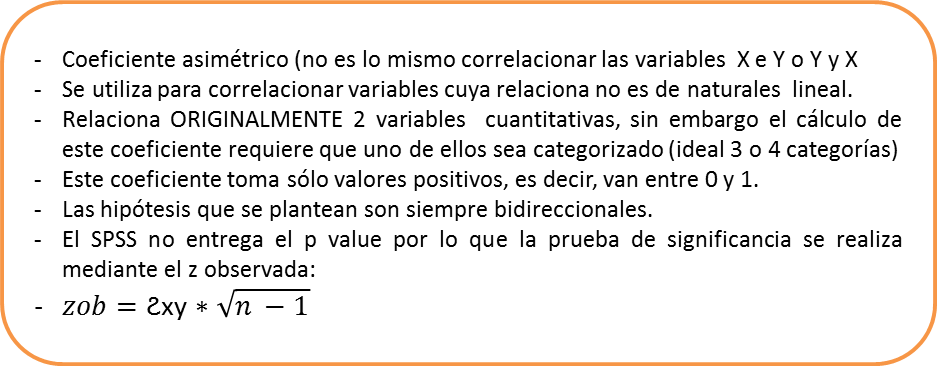 - Coeficiente asimétrico (no es lo mismo correlacionar las variables X e Y o Y y X
- Se utiliza para correlacionar variables cuya relaciona no es de naturales lineal.
- Relaciona ORIGINALMENTE 2 variables cuantitativas, sin embargo el cálculo de
este coeficiente requiere que uno de ellos sea categorizado (ideal 3 o 4 categorías)
- Este coeficiente toma sólo valores positivos, es decir, van entre 0 y 1.
- Las hipótesis que se plantean son siempre bidireccionales.
- El SPSS no entrega el p value por lo que la prueba de significancia se realiza
mediante el z observada:
- zob = Ƨxy * √n − 1